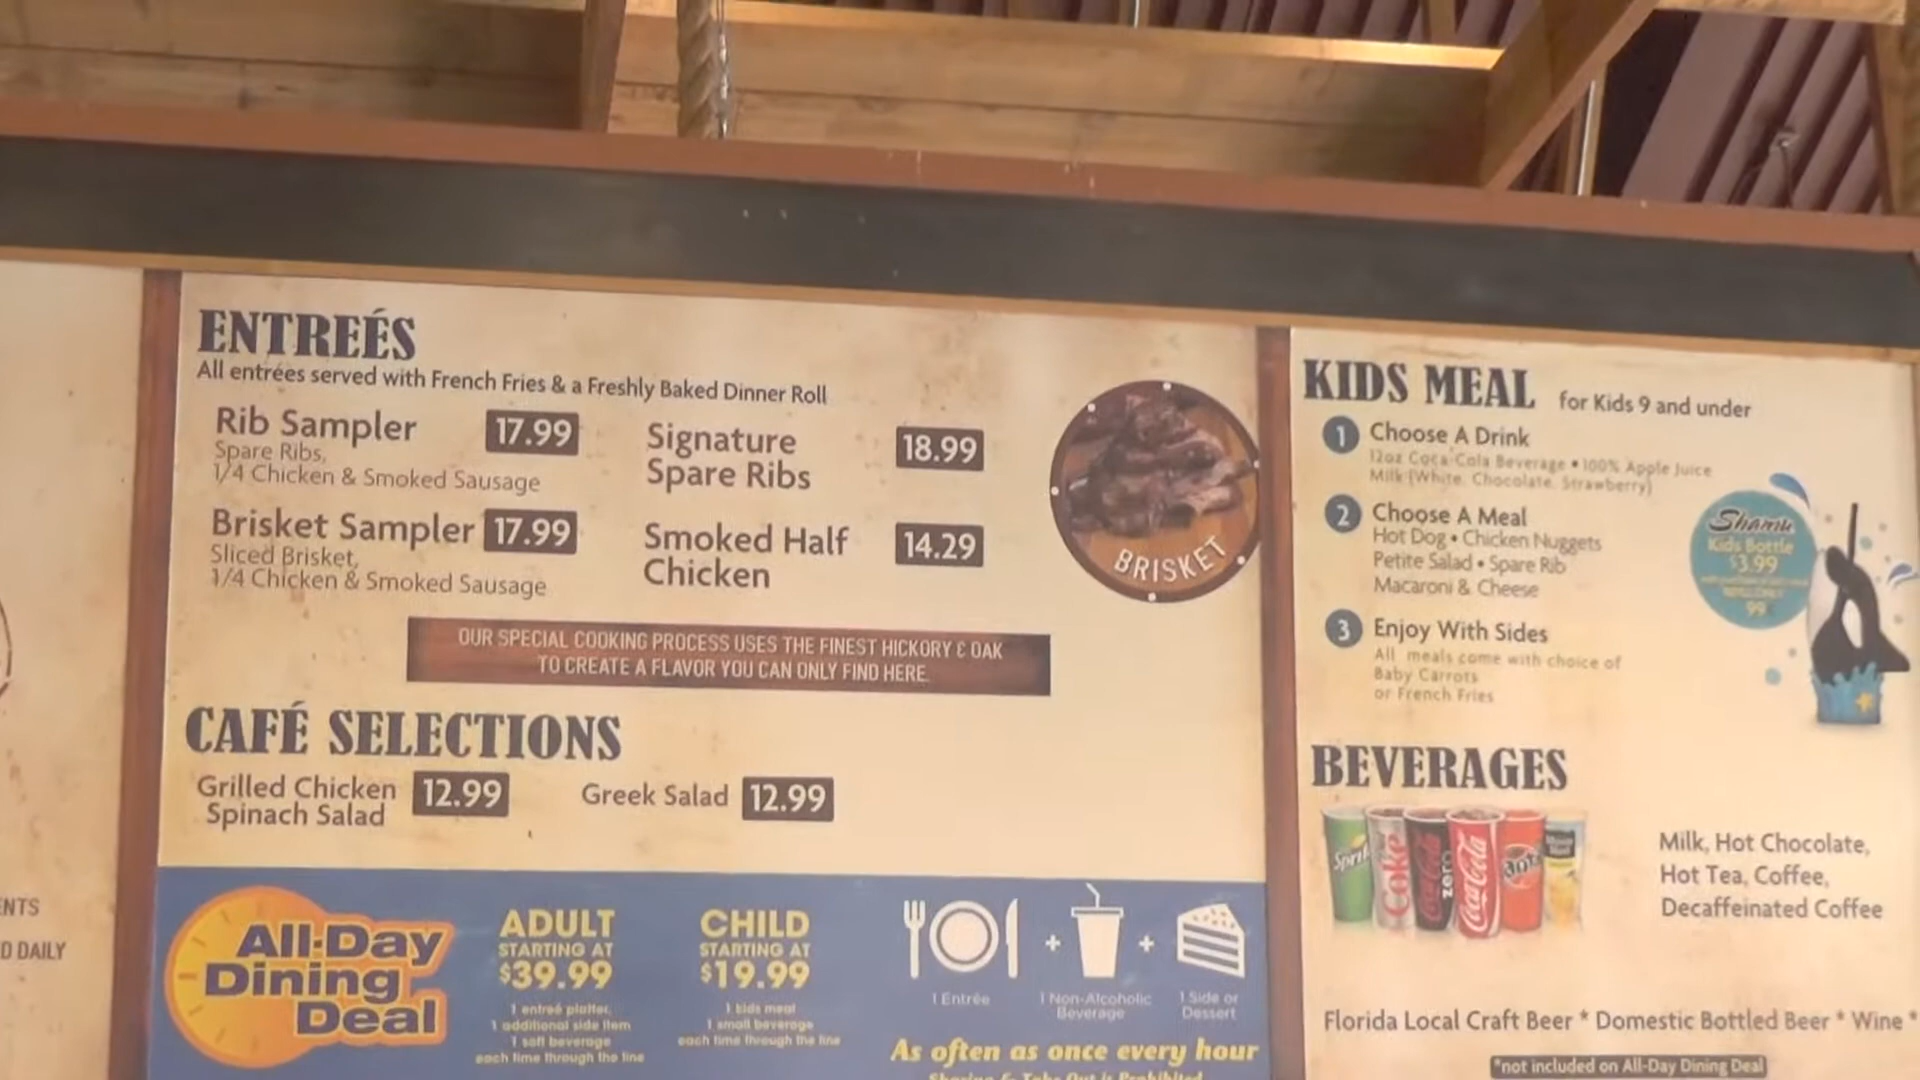 ENTREÉS
All entrées served with French Fries & a Freshly Baked Dinner Roll
Rib Sampler 17.99
Spare Ribs,
1/4 Chicken & Smoked Sausage
Brisket Sampler 17.99
Sliced Brisket,
1/4 Chicken & Smoked Sausage
Signature
Spare Ribs 18.99
Smoked Half
Chicken 14.29
BRISKET
OUR SPECIAL COOKING PROCESS USES THE FINEST HICKORY & OAK
TO CREATE A FLAVOR YOU CAN ONLY FIND HERE.
CAFÉ SELECTIONS
Grilled Chicken
Spinach Salad 12.99
Greek Salad 12.99
ENTS
D DAILY
All-Day
Dining
Deal
ADULT
STARTING AT
$39.99
1 entreé platter,
1 additional side item
1 soft beverage
each time through the line
CHILD
STARTING AT
$19.99
1 kids meal
1 small beverage
each time through the line
1 Entrée
+
1 Non-Alcoholic
Beverage
+
1 Side or
Dessert
As often as once every hour
Sharing & Take Out is Prohibited
KIDS MEAL for Kids 9 and under
1 Choose A Drink
12oz Coca-Cola Beverage • 100% Apple Juice
Milk (White, Chocolate, Strawberry)
2 Choose A Meal
Hot Dog • Chicken Nuggets
Petite Salad • Spare Rib
Macaroni & Cheese
3 Enjoy With Sides
All meals come with choice of
Baby Carrots
or French Fries
Shamu
Kids Bottle
$3.99
99¢
BEVERAGES
Sprite
Coke
Coca-Cola
zero
Coca-Cola
Milk, Hot Chocolate,
Hot Tea, Coffee,
Decaffeinated Coffee
Florida Local Craft Beer * Domestic Bottled Beer * Wine *
*not included on All-Day Dining Deal